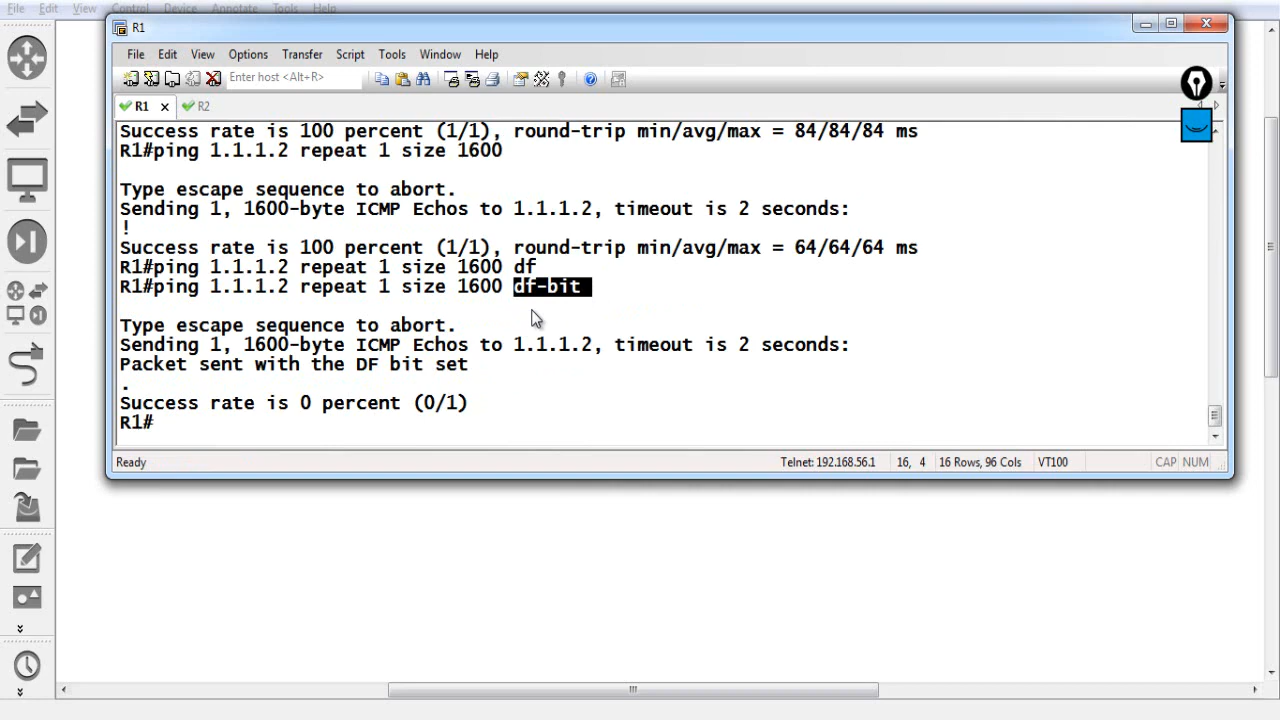 File Edit View Control Device Annotate Tools Help
R1
File Edit View Options Transfer Script Tools Window Help
Enter host <Alt+R>
R1 x R2
Success rate is 100 percent (1/1), round-trip min/avg/max = 84/84/84 ms
R1#ping 1.1.1.2 repeat 1 size 1600
Type escape sequence to abort.
Sending 1, 1600-byte ICMP Echos to 1.1.1.2, timeout is 2 seconds:
!
Success rate is 100 percent (1/1), round-trip min/avg/max = 64/64/64 ms
R1#ping 1.1.1.2 repeat 1 size 1600 df
R1#ping 1.1.1.2 repeat 1 size 1600 df-bit
Type escape sequence to abort.
Sending 1, 1600-byte ICMP Echos to 1.1.1.2, timeout is 2 seconds:
Packet sent with the DF bit set
.
Success rate is 0 percent (0/1)
R1#
Ready Telnet: 192.168.56.1 16, 4 16 Rows, 96 Cols VT100 CAP NUM